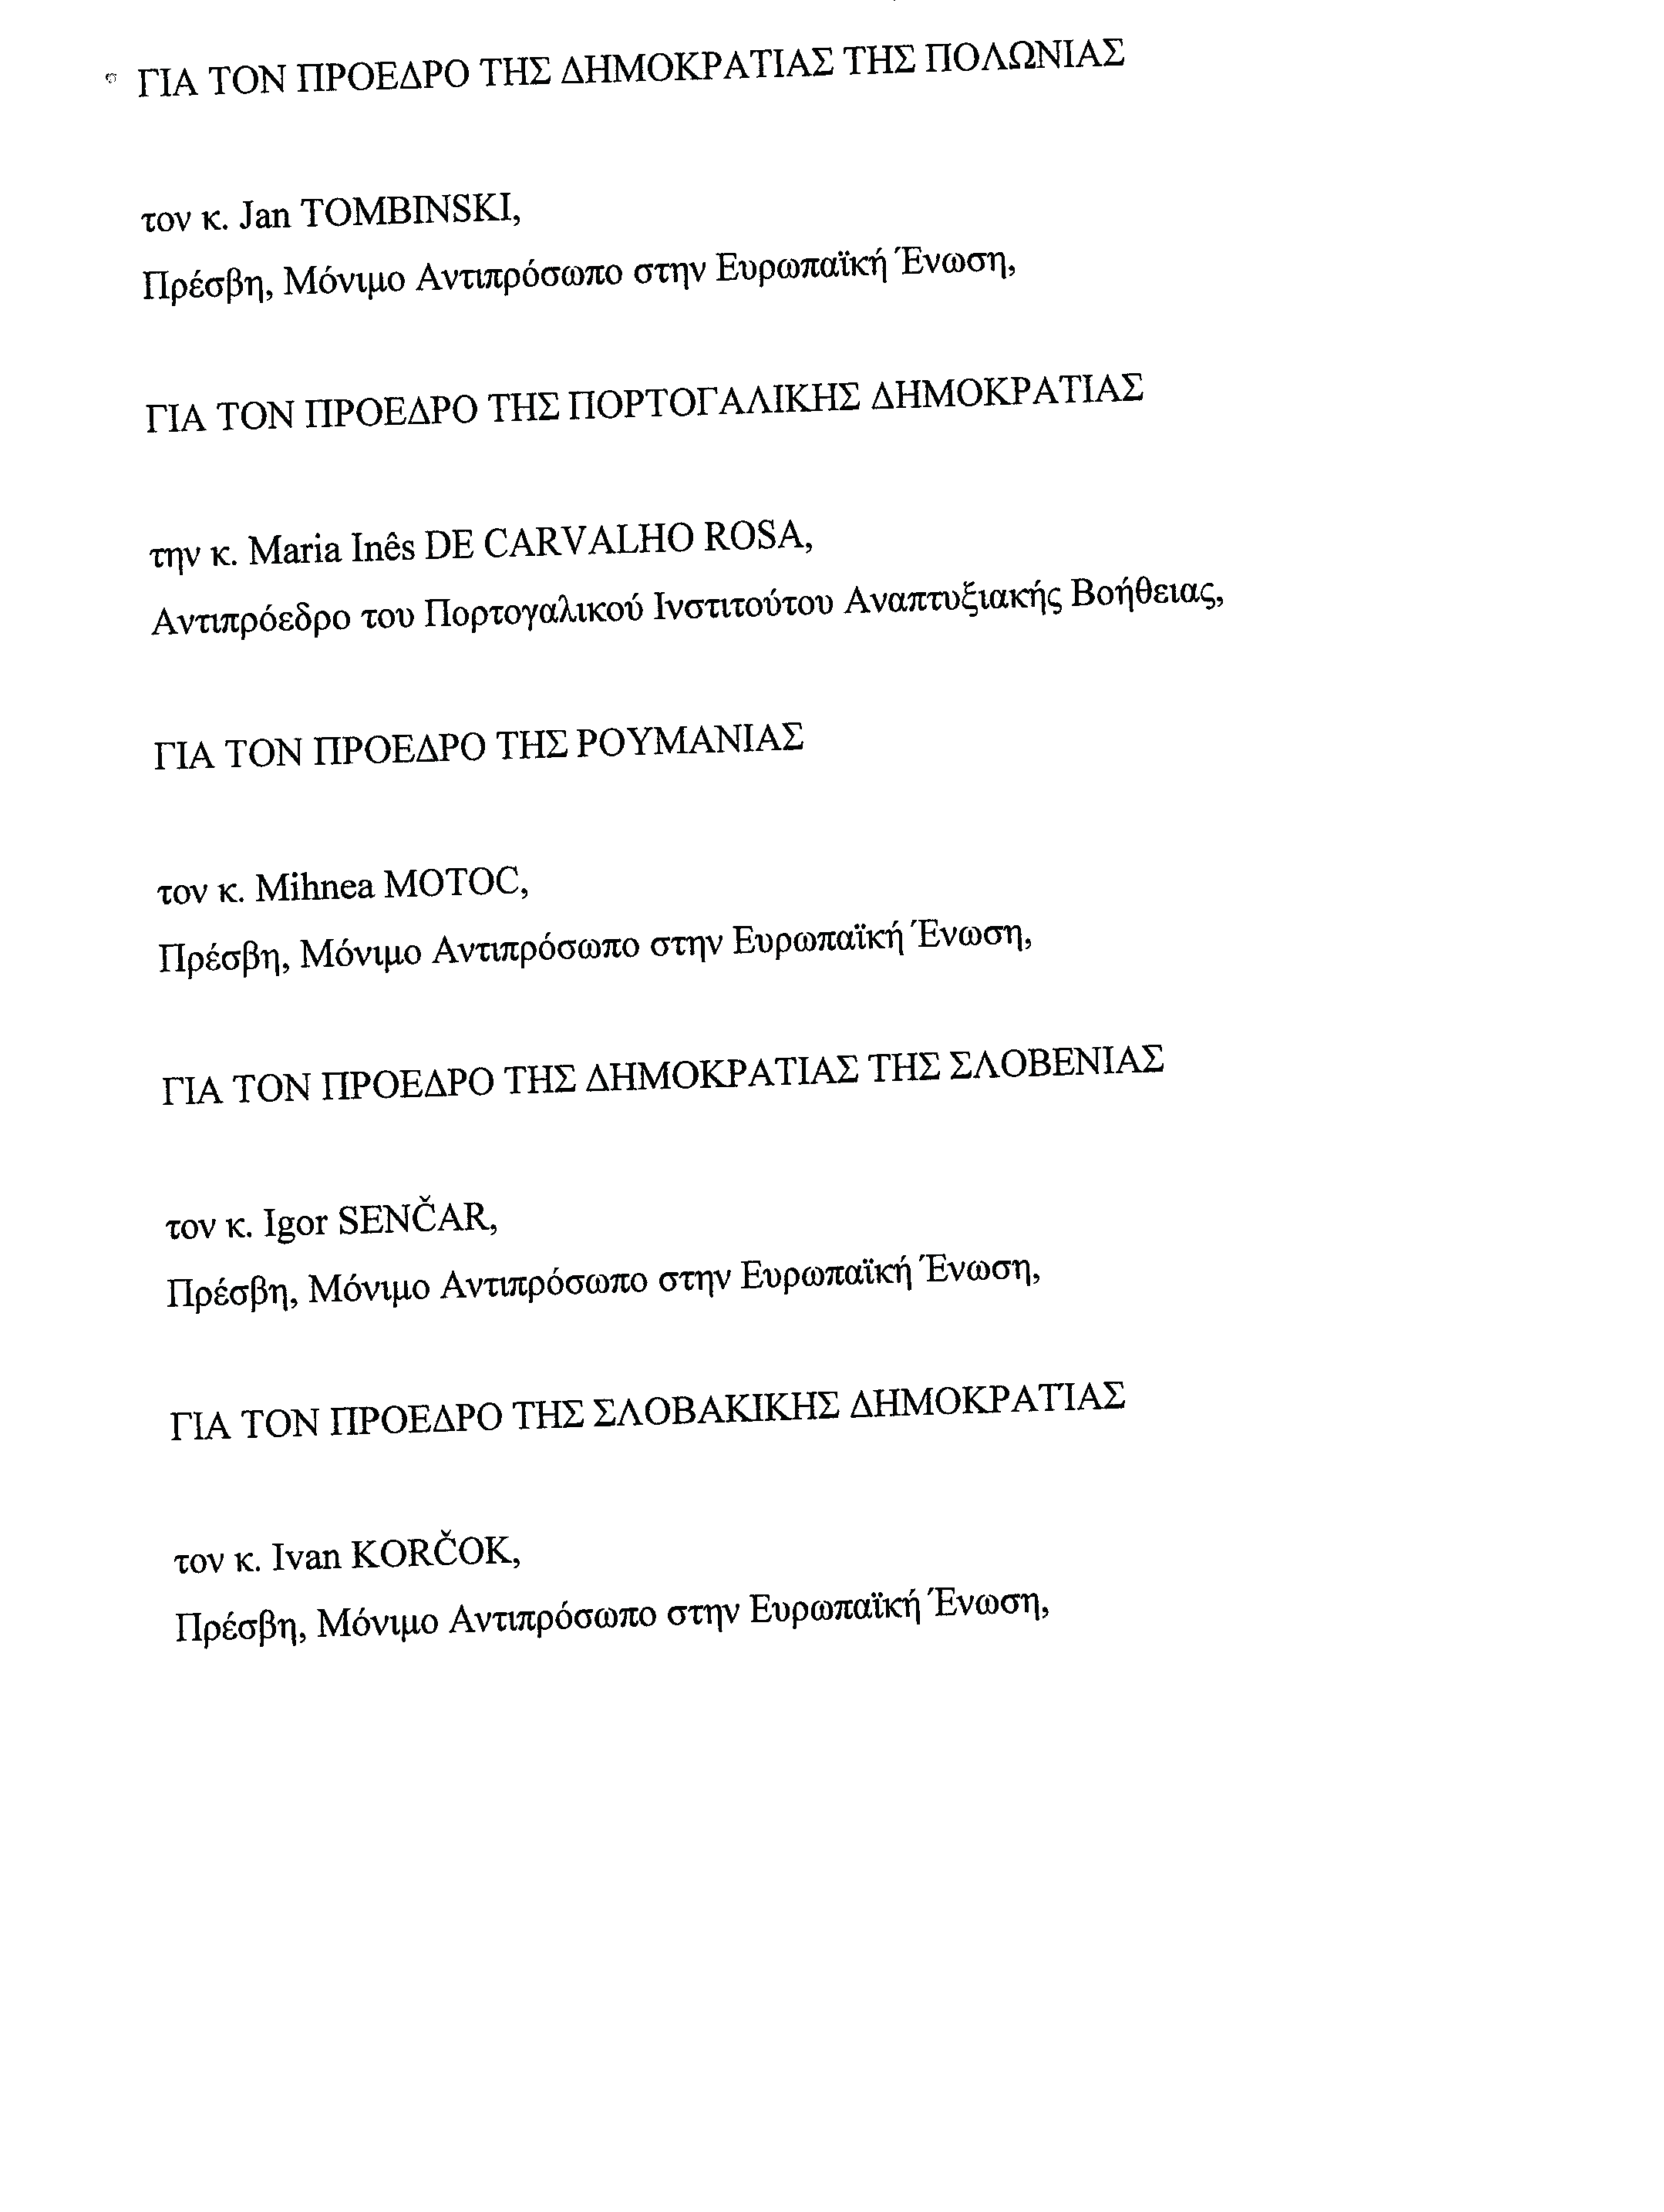 ΓΙΑ ΤΟΝ ΠΡΟΕΔΡΟ ΤΗΣ ΔΗΜΟΚΡΑΤΙΑΣ ΤΗΣ ΠΟΛΩΝΙΑΣ
τον κ. Jan TOMBINSKI,
Πρέσβη, Μόνιμο Αντιπρόσωπο στην Ευρωπαϊκή Ένωση,
ΓΙΑ ΤΟΝ ΠΡΟΕΔΡΟ ΤΗΣ ΠΟΡΤΟΓΑΛΙΚΗΣ ΔΗΜΟΚΡΑΤΙΑΣ
την κ. Maria Inês DE CARVALHO ROSA,
Αντιπρόεδρο του Πορτογαλικού Ινστιτούτου Αναπτυξιακής Βοήθειας,
ΓΙΑ ΤΟΝ ΠΡΟΕΔΡΟ ΤΗΣ ΡΟΥΜΑΝΙΑΣ
τον κ. Mihnea MOTOC,
Πρέσβη, Μόνιμο Αντιπρόσωπο στην Ευρωπαϊκή Ένωση,
ΓΙΑ ΤΟΝ ΠΡΟΕΔΡΟ ΤΗΣ ΔΗΜΟΚΡΑΤΙΑΣ ΤΗΣ ΣΛΟΒΕΝΙΑΣ
τον κ. Igor SENČAR,
Πρέσβη, Μόνιμο Αντιπρόσωπο στην Ευρωπαϊκή Ένωση,
ΓΙΑ ΤΟΝ ΠΡΟΕΔΡΟ ΤΗΣ ΣΛΟΒΑΚΙΚΗΣ ΔΗΜΟΚΡΑΤΙΑΣ
τον κ. Ivan KORČOK,
Πρέσβη, Μόνιμο Αντιπρόσωπο στην Ευρωπαϊκή Ένωση,